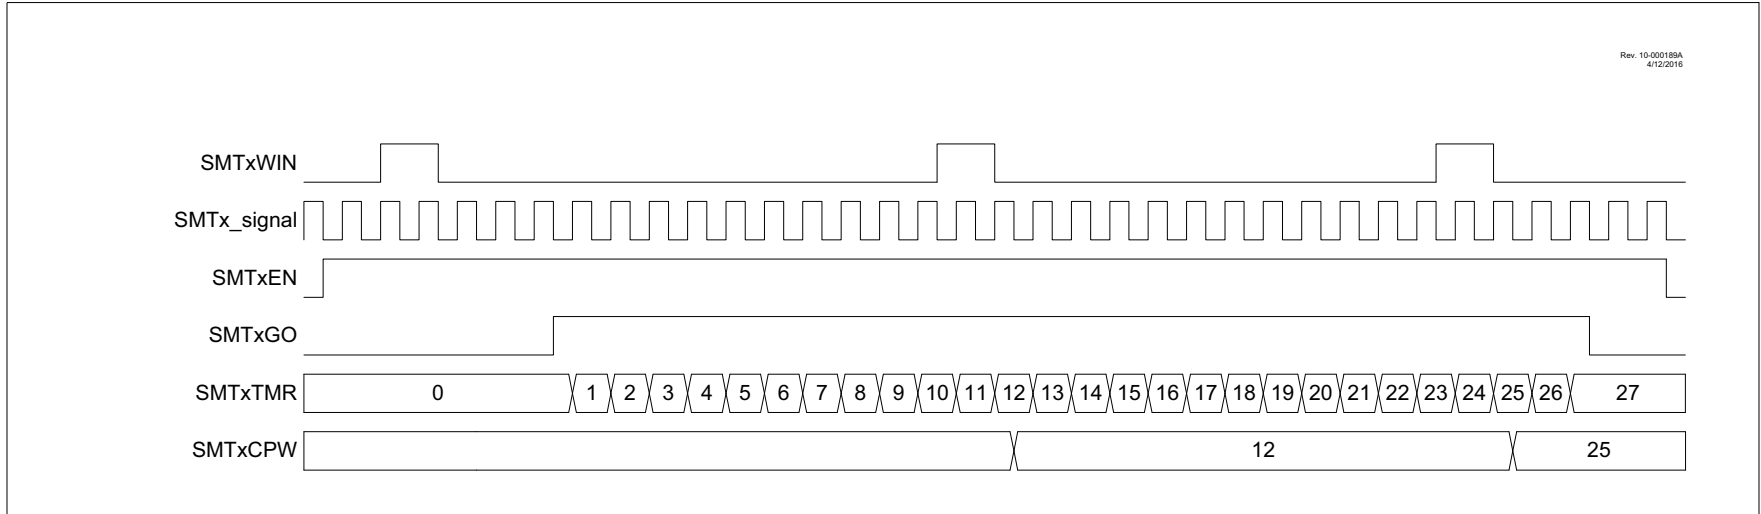 Rev. 10-000189A
4/12/2016
SMTxWIN
SMTx_signal
SMTxEN
SMTxGO
SMTxTMR 0 1 2 3 4 5 6 7 8 9 10 11 12 13 14 15 16 17 18 19 20 21 22 23 24 25 26 27
SMTxCPW 12 25